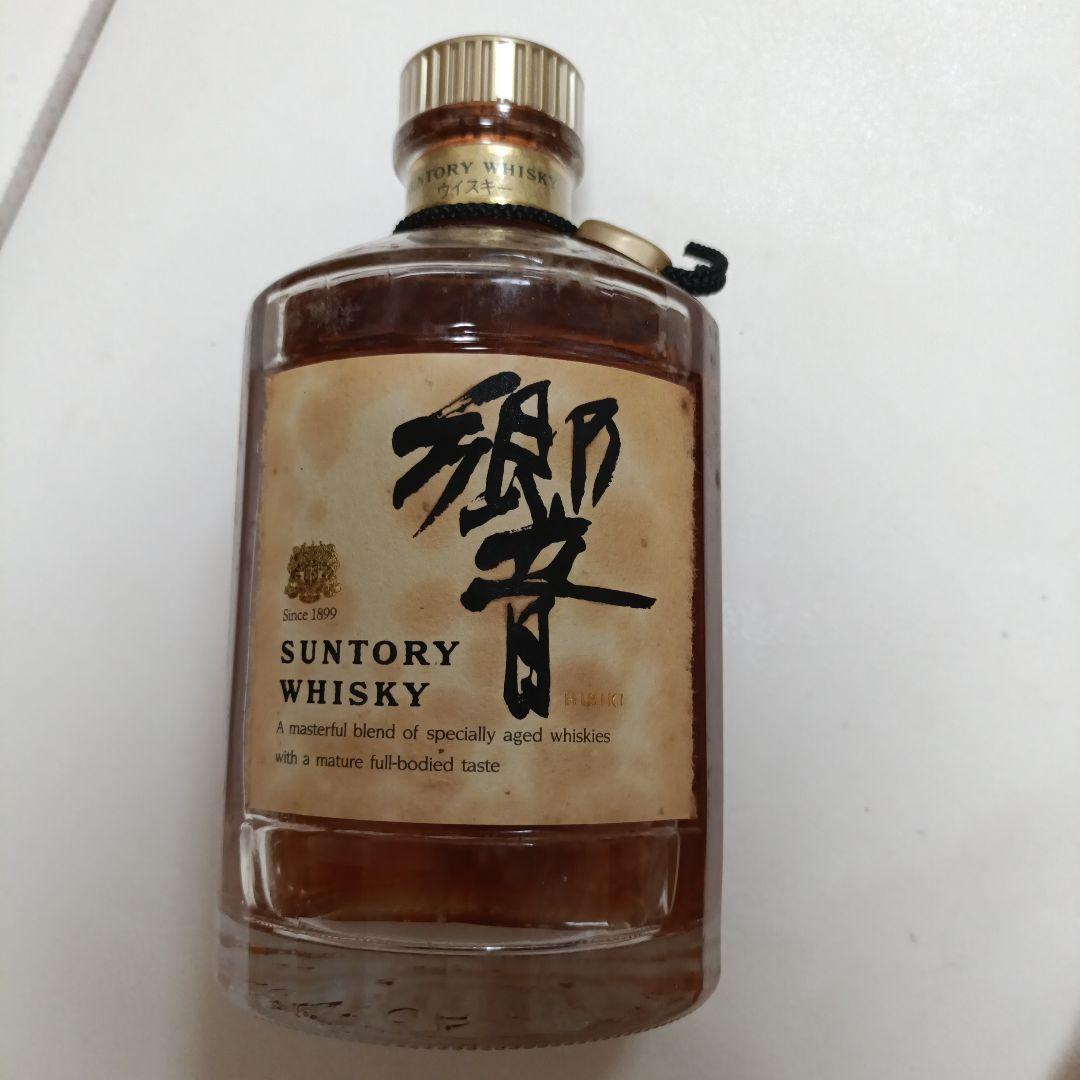 SUNTORY WHISKY
ウイスキー
響
Since 1899
SUNTORY
WHISKY
HIBIKI
A masterful blend of specially aged whiskies
with a mature full-bodied taste